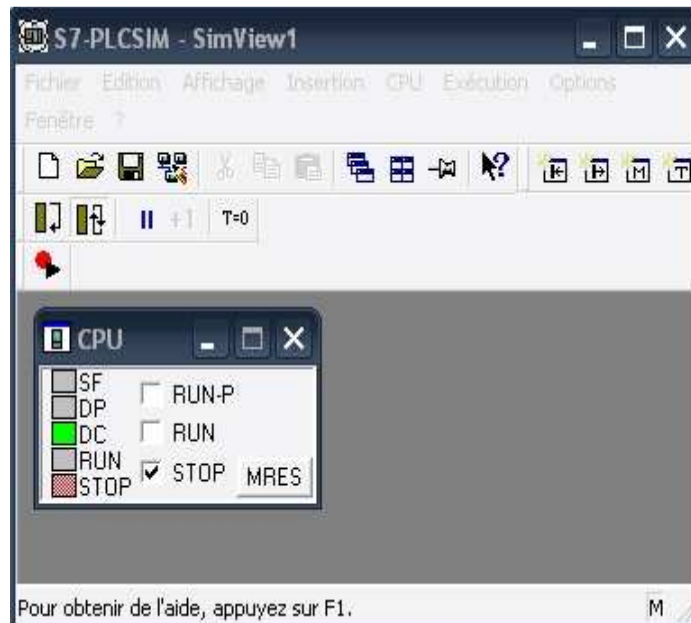 S7-PLCSIM - SimView1
Fichier Edition Affichage Insertion CPU Exécution Options
Fenêtre ?
+1 T=0
CPU
SF
DP
DC
RUN
STOP
RUN-P
RUN
STOP
MRES
Pour obtenir de l'aide, appuyez sur F1.
M